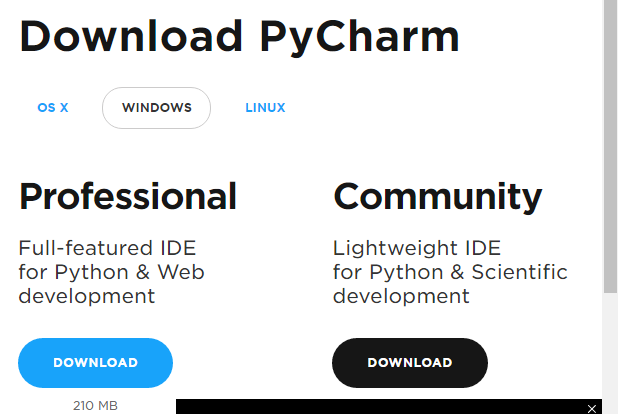 Download PyCharm
OS X WINDOWS LINUX
Professional
Full-featured IDE
for Python & Web
development
DOWNLOAD
210 MB
Community
Lightweight IDE
for Python & Scientific
development
DOWNLOAD